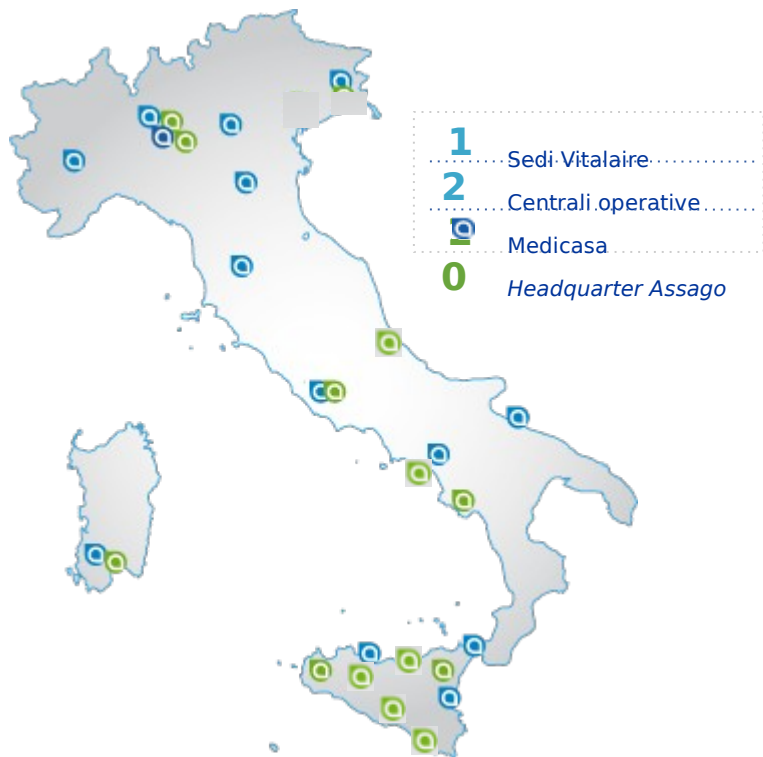 1
Sedi Vitalaire
2
Centrali operative
Medicasa
0
Headquarter Assago